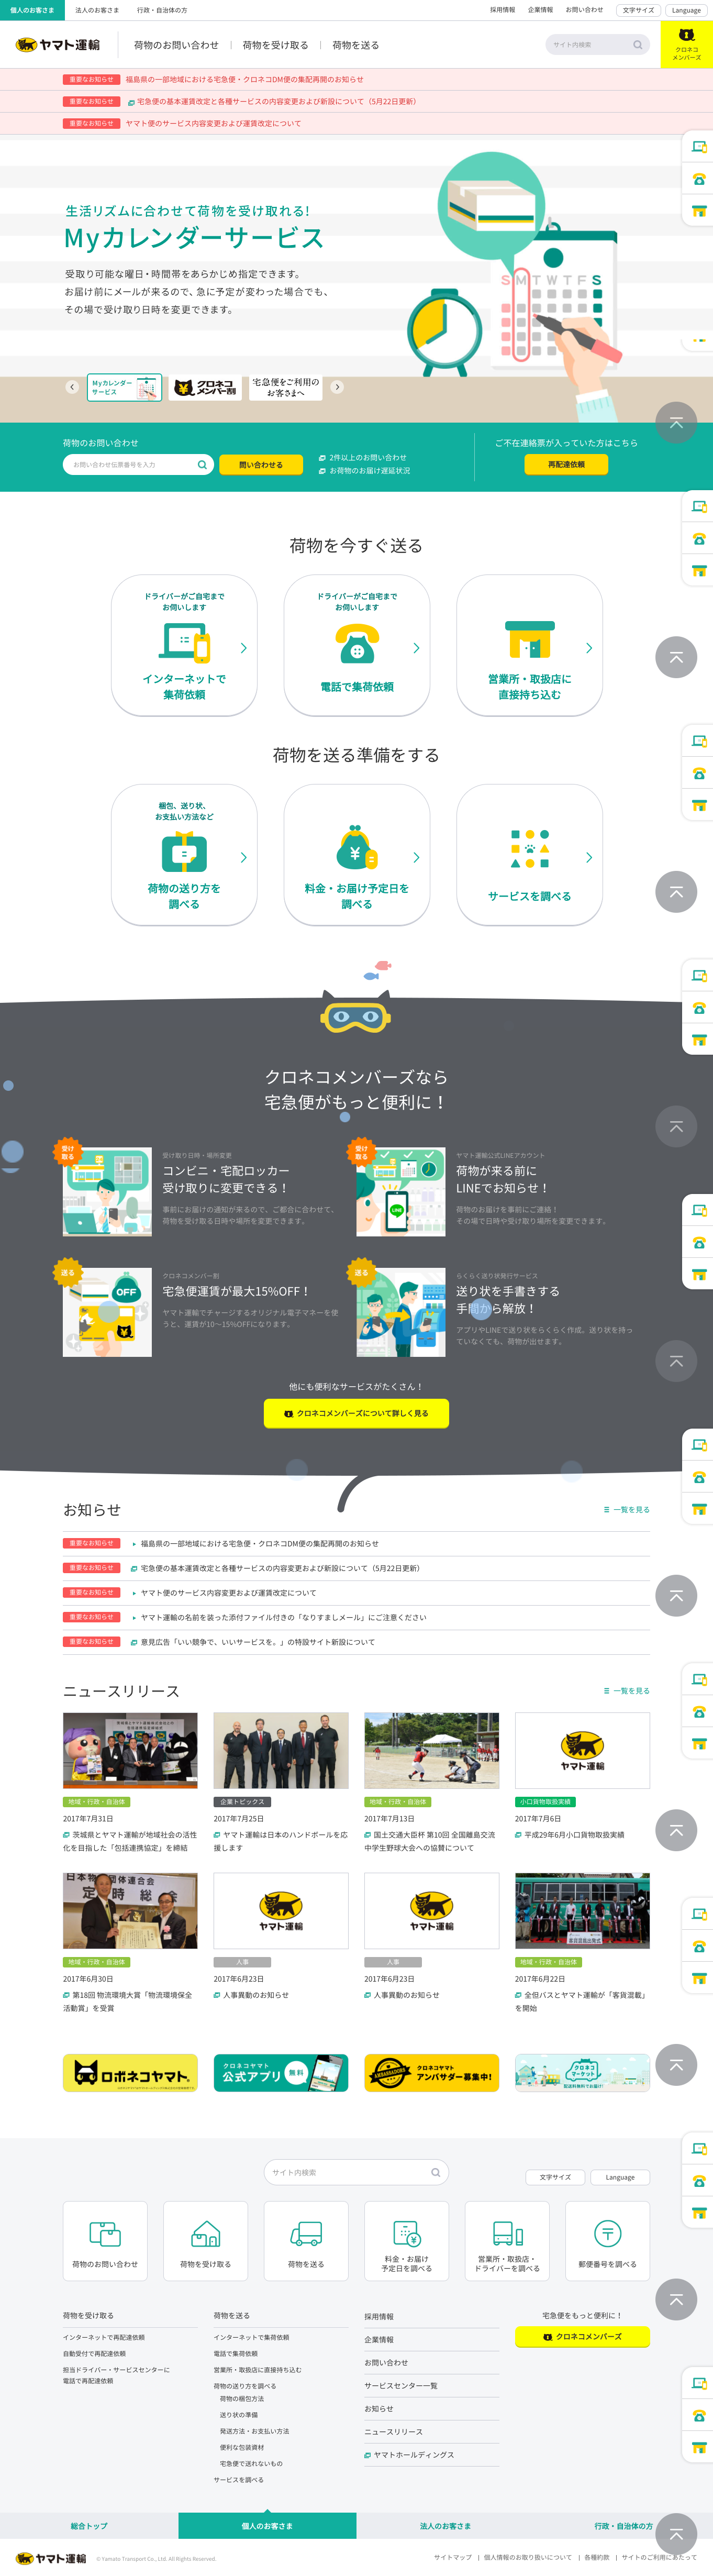 個人のお客さま
法人のお客さま
行政・自治体の方
採用情報
企業情報
お問い合わせ
文字サイズ
Language
ヤマト運輸
荷物のお問い合わせ
荷物を受け取る
荷物を送る
サイト内検索
クロネコ
メンバーズ
重要なお知らせ 福島県の一部地域における宅急便・クロネコDM便の集配再開のお知らせ
重要なお知らせ 宅急便の基本運賃改定と各種サービスの内容変更および新設について（5月22日更新）
重要なお知らせ ヤマト便のサービス内容変更および運賃改定について
生活リズムに合わせて荷物を受け取れる!
Myカレンダーサービス
受取り可能な曜日・時間帯をあらかじめ指定できます。
お届け前にメールが来るので、急に予定が変わった場合でも、
その場で受け取り日時を変更できます。
Myカレンダー
サービス
クロネコ
メンバー割
宅急便をご利用の
お客さまへ
荷物のお問い合わせ
お問い合わせ伝票番号を入力
問い合わせる
2件以上のお問い合わせ
お荷物のお届け遅延状況
ご不在連絡票が入っていた方はこちら
再配達依頼
荷物を今すぐ送る
ドライバーがご自宅まで
お伺いします
インターネットで
集荷依頼
ドライバーがご自宅まで
お伺いします
電話で集荷依頼
営業所・取扱店に
直接持ち込む
荷物を送る準備をする
梱包、送り状、
お支払い方法など
荷物の送り方を
調べる
¥
料金・お届け予定日を
調べる
サービスを調べる
クロネコメンバーズなら
宅急便がもっと便利に！
受け
取る
受け取り日時・場所変更
コンビニ・宅配ロッカー
受け取りに変更できる！
事前にお届けの通知が来るので、ご都合に合わせて、
荷物を受け取る日時や場所を変更できます。
受け
取る
LINE
ヤマト運輸公式LINEアカウント
荷物が来る前に
LINEでお知らせ！
荷物のお届けを事前にご連絡！
その場で日時や受け取り場所を変更できます。
送る
OFF
クロネコメンバー割
宅急便運賃が最大15%OFF！
ヤマト運輸でチャージするオリジナル電子マネーを使
うと、運賃が10〜15%OFFになります。
送る
らくらく送り状発行サービス
送り状を手書きする
手間から解放！
アプリやLINEで送り状をらくらく作成。送り状を持っ
ていなくても、荷物が出せます。
他にも便利なサービスがたくさん！
クロネコメンバーズについて詳しく見る
お知らせ
一覧を見る
重要なお知らせ 福島県の一部地域における宅急便・クロネコDM便の集配再開のお知らせ
重要なお知らせ 宅急便の基本運賃改定と各種サービスの内容変更および新設について（5月22日更新）
重要なお知らせ ヤマト便のサービス内容変更および運賃改定について
重要なお知らせ ヤマト運輸の名前を装った添付ファイル付きの「なりすましメール」にご注意ください
重要なお知らせ 意見広告「いい競争で、いいサービスを。」の特設サイト新設について
ニュースリリース
一覧を見る
地域・行政・自治体
2017年7月31日
茨城県とヤマト運輸が地域社会の活性
化を目指した「包括連携協定」を締結
企業トピックス
2017年7月25日
ヤマト運輸は日本のハンドボールを応
援します
地域・行政・自治体
2017年7月13日
国土交通大臣杯 第10回 全国離島交流
中学生野球大会への協賛について
ヤマト運輸
小口貨物取扱実績
2017年7月6日
平成29年6月小口貨物取扱実績
地域・行政・自治体
2017年6月30日
第18回 物流環境大賞「物流環境保全
活動賞」を受賞
ヤマト運輸
人事
2017年6月23日
人事異動のお知らせ
ヤマト運輸
人事
2017年6月23日
人事異動のお知らせ
地域・行政・自治体
2017年6月22日
全但バスとヤマト運輸が「客貨混載」
を開始
ロボネコヤマト。
クロネコヤマト
公式アプリ
無料
AMBASSADORS
クロネコヤマト
アンバサダー募集中！
クロネコ
マーケット
配送料無料でお届け！
サイト内検索
文字サイズ
Language
荷物のお問い合わせ
荷物を受け取る
荷物を送る
料金・お届け
予定日を調べる
営業所・取扱店・
ドライバーを調べる
郵便番号を調べる
荷物を受け取る
インターネットで再配達依頼
自動受付で再配達依頼
担当ドライバー・サービスセンターに
電話で再配達依頼
荷物を送る
インターネットで集荷依頼
電話で集荷依頼
営業所・取扱店に直接持ち込む
荷物の送り方を調べる
荷物の梱包方法
送り状の準備
発送方法・お支払い方法
便利な包装資材
宅急便で送れないもの
サービスを調べる
採用情報
企業情報
お問い合わせ
サービスセンター一覧
お知らせ
ニュースリリース
ヤマトホールディングス
宅急便をもっと便利に！
クロネコメンバーズ
総合トップ
個人のお客さま
法人のお客さま
行政・自治体の方
ヤマト運輸
© Yamato Transport Co., Ltd. All Rights Reserved.
サイトマップ | 個人情報のお取り扱いについて | 各種約款 | サイトのご利用にあたって